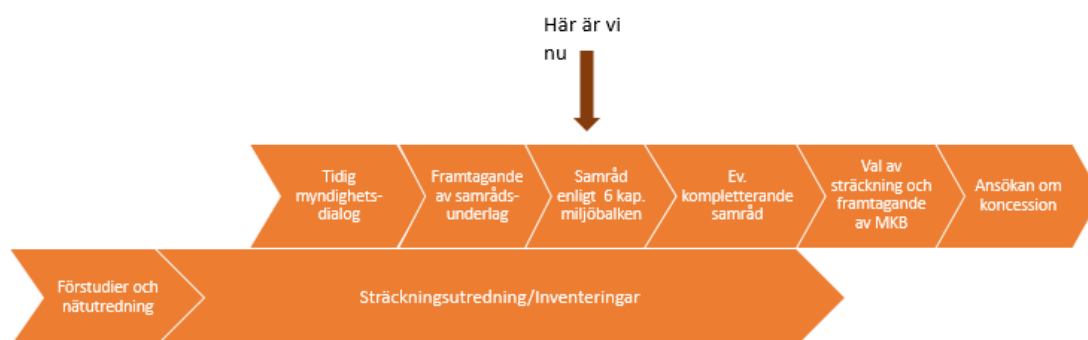 Här är vi
nu
Tidig
myndighets-
dialog
Framtagande
av samråds-
underlag
Samråd
enligt 6 kap.
miljöbalken
Ev.
kompletterande
samråd
Val av
sträckning och
framtagande
av MKB
Ansökan om
koncession
Förstudier och
nätutredning
Sträckningsutredning/Inventeringar